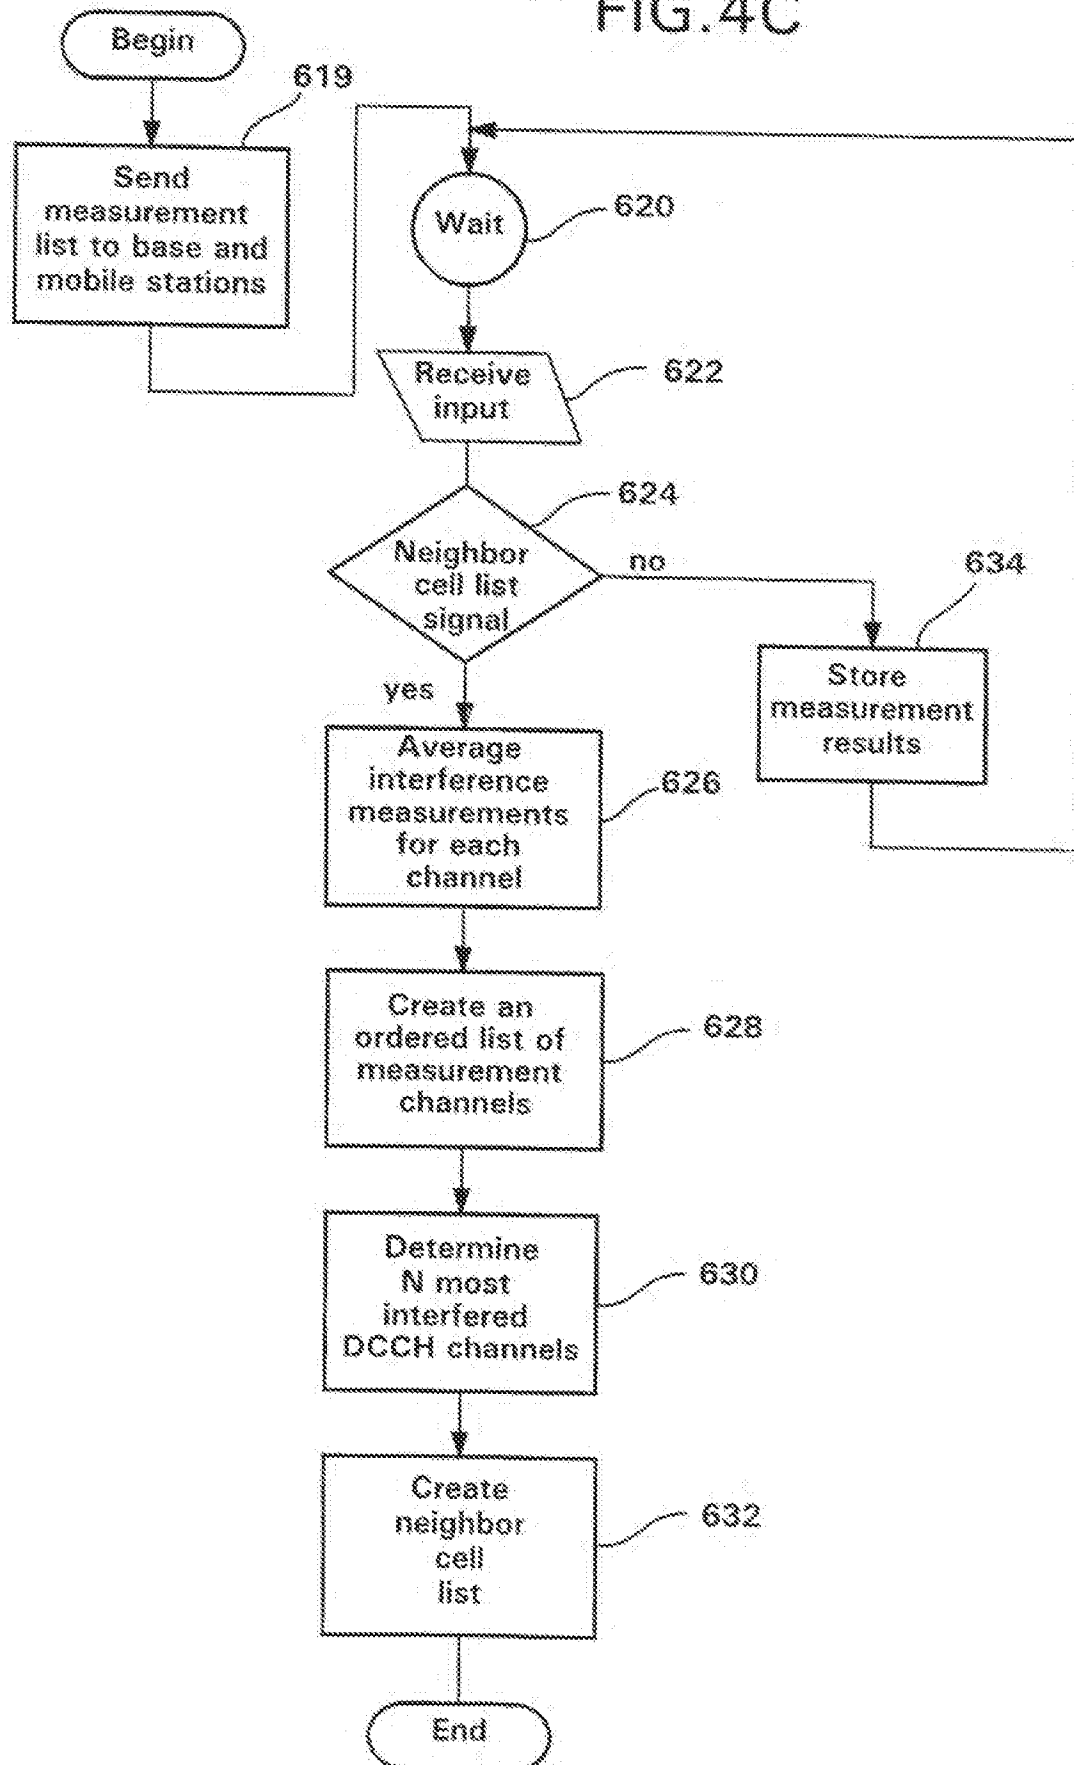 FIG.4C
Begin
619
Send
measurement
list to base and
mobile stations
Wait
620
Receive
input
622
624
Neighbor
cell list
signal
no
634
yes
Store
measurement
results
Average
interference
measurements
for each
channel
626
Create an
ordered list of
measurement
channels
628
Determine
N most
interfered
DCCH channels
630
Create
neighbor
cell
list
632
End